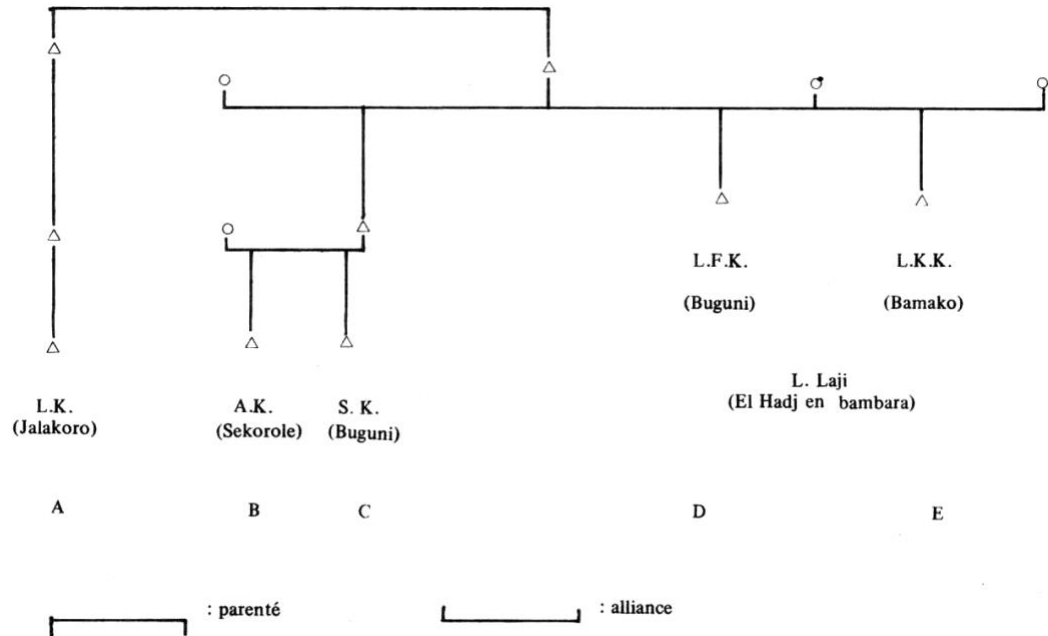 L.F.K.
L.K.K.
(Buguni)
(Bamako)
L. Laji
(El Hadj en bambara)
L.K.
(Jalakoro)
A.K.
(Sekorole)
S. K.
(Buguni)
A
B
C
D
E
: parenté
: alliance